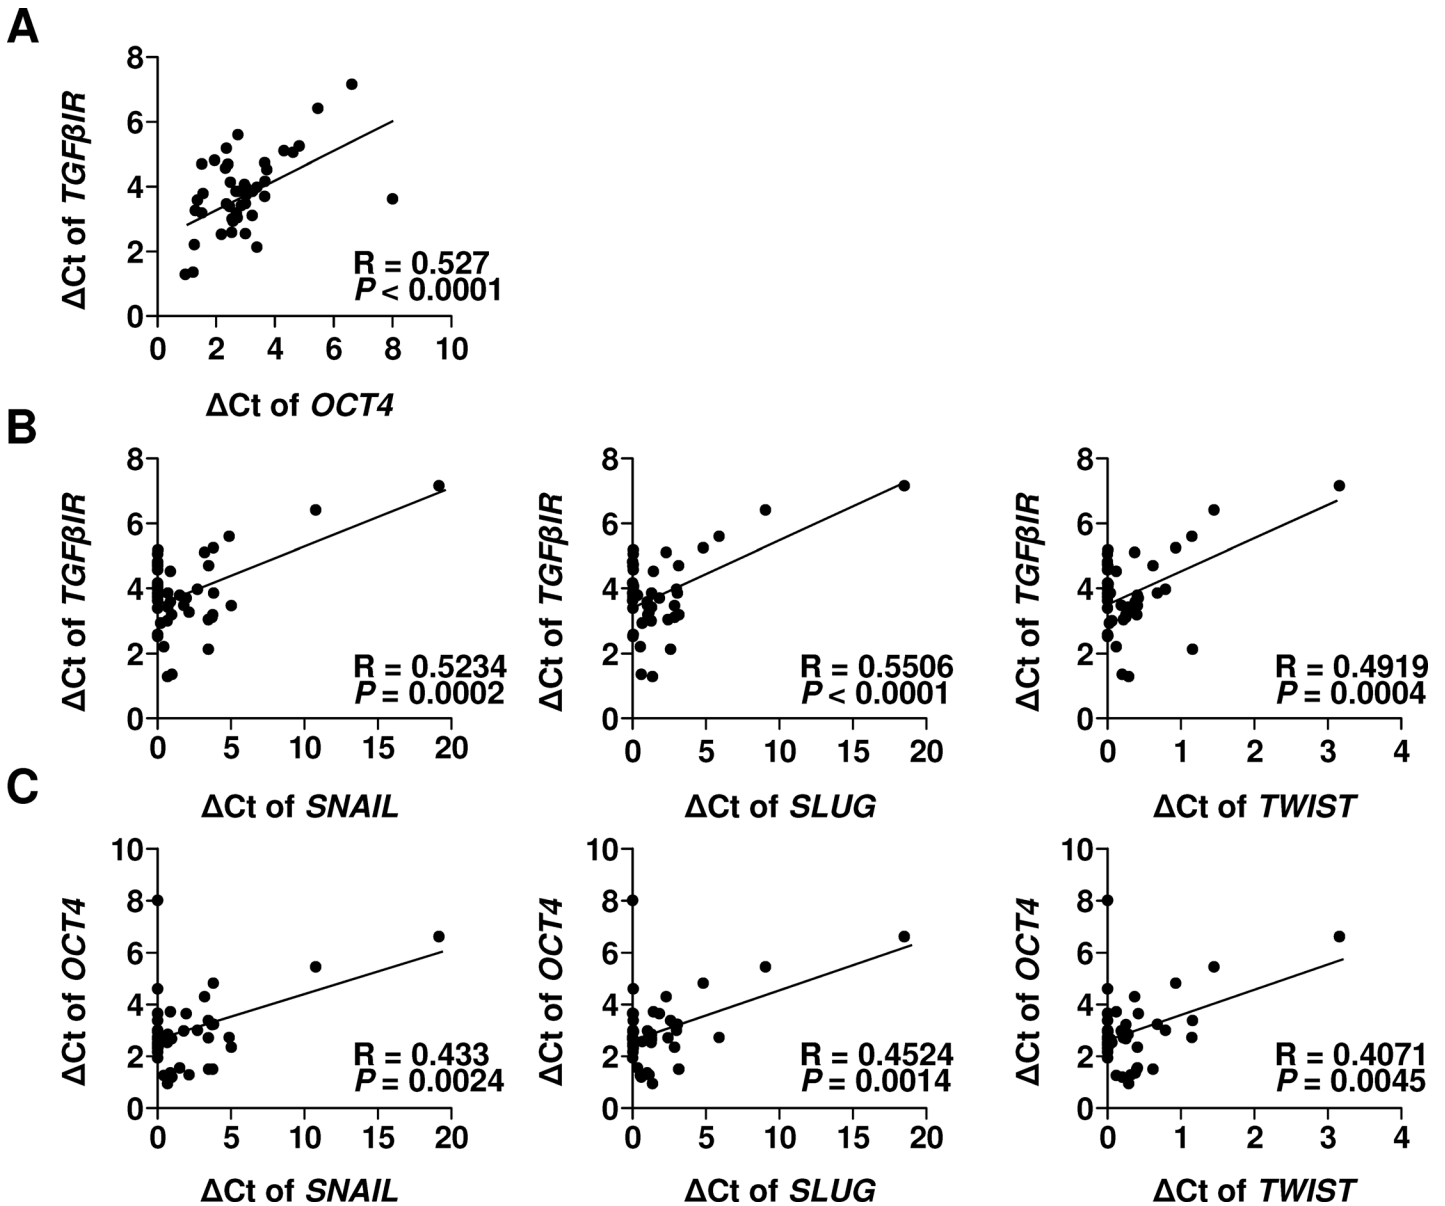 A
8
6
4
2
0
ΔCt of TGFβIR
R = 0.527
P < 0.0001
0 2 4 6 8 10
ΔCt of OCT4
B
8
6
4
2
0
ΔCt of TGFβIR
R = 0.5234
P = 0.0002
0 5 10 15 20
ΔCt of SNAIL
8
6
4
2
0
ΔCt of TGFβIR
R = 0.5506
P < 0.0001
0 5 10 15 20
ΔCt of SLUG
8
6
4
2
0
ΔCt of TGFβIR
R = 0.4919
P = 0.0004
0 1 2 3 4
ΔCt of TWIST
C
10
8
6
4
2
0
ΔCt of OCT4
R = 0.433
P = 0.0024
0 5 10 15 20
ΔCt of SNAIL
10
8
6
4
2
0
ΔCt of OCT4
R = 0.4524
P = 0.0014
0 5 10 15 20
ΔCt of SLUG
10
8
6
4
2
0
ΔCt of OCT4
R = 0.4071
P = 0.0045
0 1 2 3 4
ΔCt of TWIST